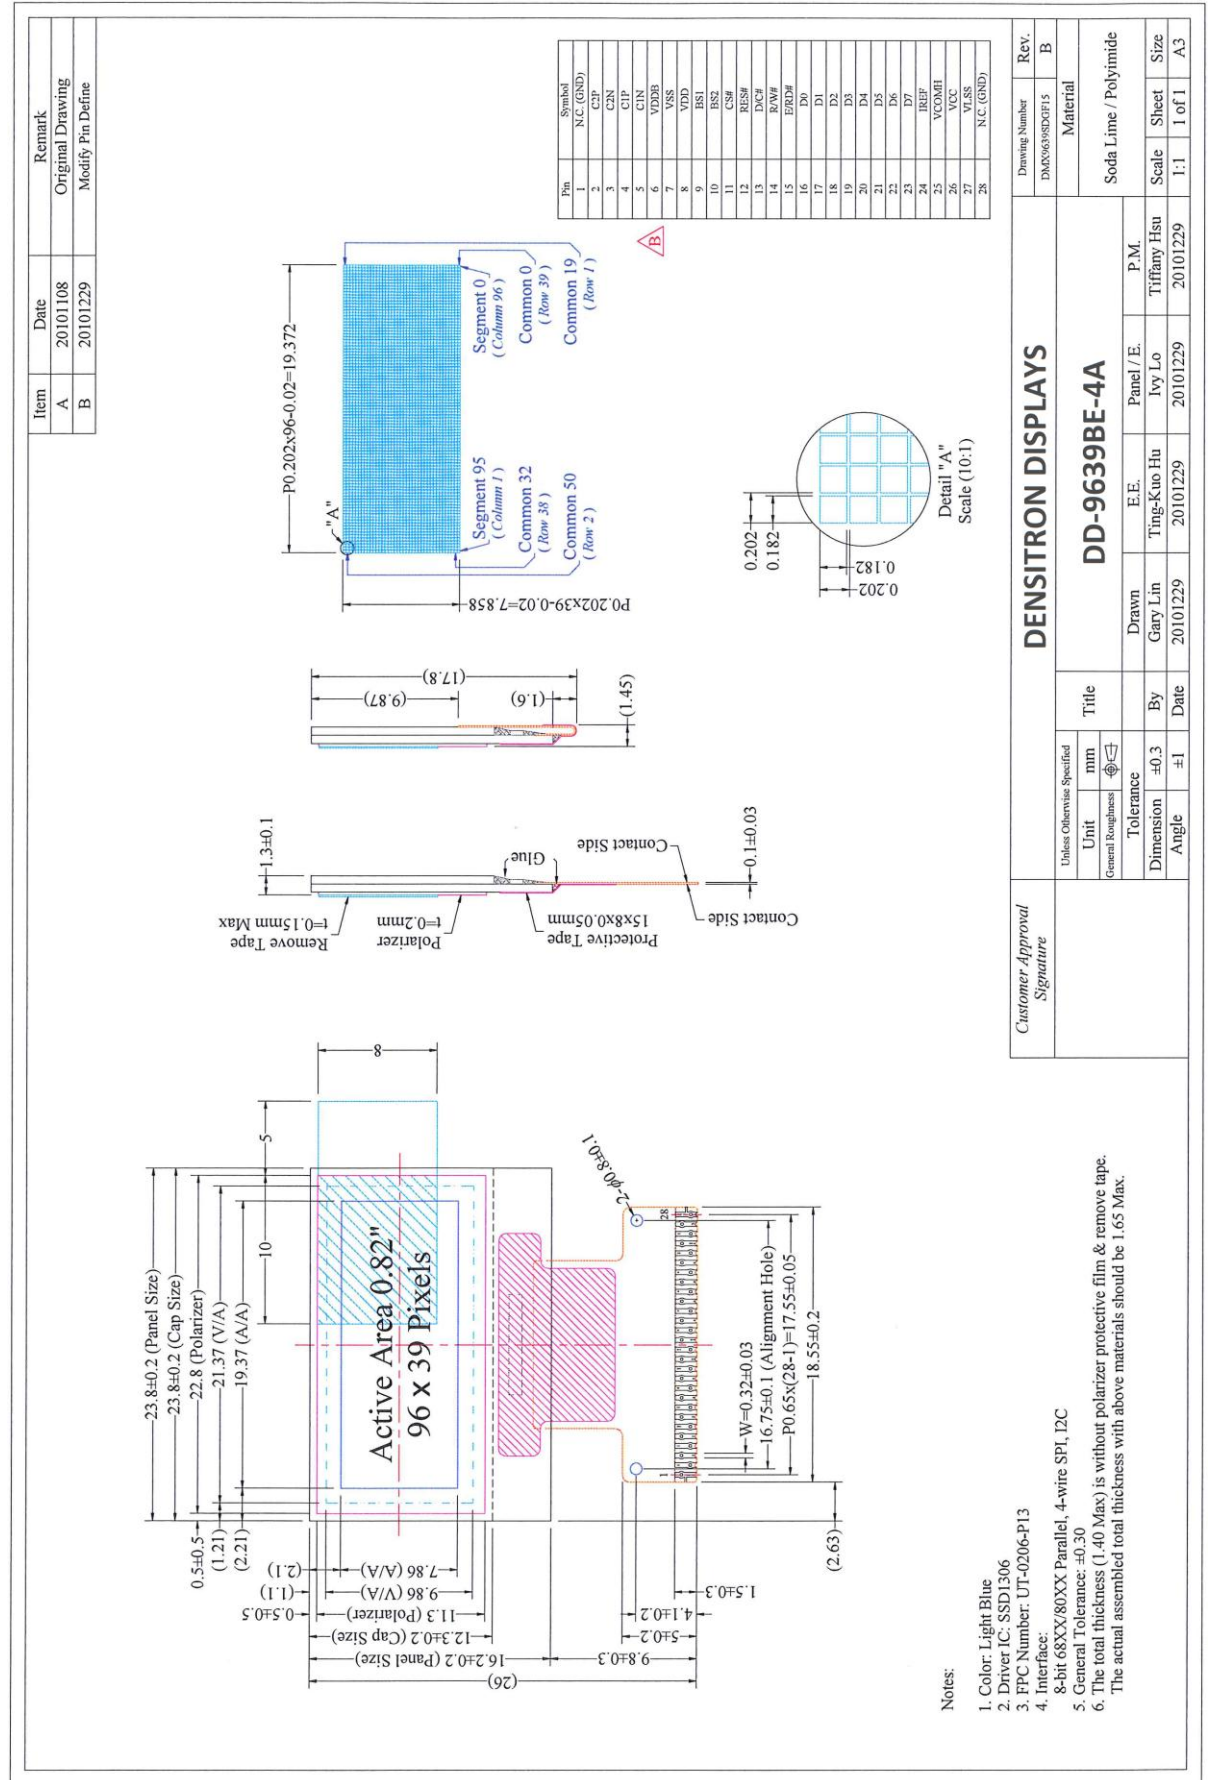 Item Date Remark
A 20101108 Original Drawing
B 20101229 Modify Pin Define
23.8±0.2 (Panel Size)
23.8±0.2 (Cap Size)
22.8 (Polarizer)
21.37 (V/A)
19.37 (A/A)
0.5±0.5
(1.21)
(2.21)
10
5
8
Active Area 0.82"
96 x 39 Pixels
(2.1)
7.86 (A/A)
(1.1)
9.86 (V/A)
0.5±0.5
11.3 (Polarizer)
12.3±0.2 (Cap Size)
16.2±0.2 (Panel Size)
(26)
9.8±0.3
5±0.2
4.1±0.2
1.5±0.3
2-ϕ0.8±0.1
1
28
W=0.32±0.03
16.75±0.1 (Alignment Hole)
P0.65x(28-1)=17.55±0.05
18.55±0.2
(2.63)
1.3±0.1
Remove Tape
t=0.15mm Max
Polarizer
t=0.2mm
Protective Tape
15x8x0.05mm
Glue
Contact Side
Contact Side
0.1±0.03
(17.8)
(9.87)
(1.6)
(1.45)
P0.202x96-0.02=19.372
"A"
P0.202x39-0.02=7.858
Segment 95
( Column 1 )
Common 32
( Row 38 )
Common 50
( Row 2 )
Segment 0
( Column 96 )
Common 0
( Row 39 )
Common 19
( Row 1 )
0.202
0.182
0.182
0.202
Detail "A"
Scale (10:1)
B
Pin Symbol
1 N.C. (GND)
2 C2P
3 C2N
4 C1P
5 C1N
6 VDDB
7 VSS
8 VDD
9 BS1
10 BS2
11 CS#
12 RES#
13 D/C#
14 R/W#
15 E/RD#
16 D0
17 D1
18 D2
19 D3
20 D4
21 D5
22 D6
23 D7
24 IREF
25 VCOMH
26 VCC
27 VLSS
28 N.C. (GND)
Notes:
1. Color: Light Blue
2. Driver IC: SSD1306
3. FPC Number: UT-0206-P13
4. Interface:
8-bit 68XX/80XX Parallel, 4-wire SPI, I2C
5. General Tolerance: ±0.30
6. The total thickness (1.40 Max) is without polarizer protective film & remove tape.
The actual assembled total thickness with above materials should be 1.65 Max.
Customer Approval
Signature
DENSITRON DISPLAYS
Drawing Number Rev.
DMX9639SDGF15 B
Unless Otherwise Specified
Unit mm
General Roughness
Tolerance
Dimension ±0.3
Angle ±1
Title
DD-9639BE-4A
Material
Soda Lime / Polyimide
Drawn E.E. Panel / E. P.M.
By Gary Lin Ting-Kuo Hu Ivy Lo Tiffany Hsu
Date 20101229 20101229 20101229 20101229
Scale Sheet Size
1:1 1 of 1 A3